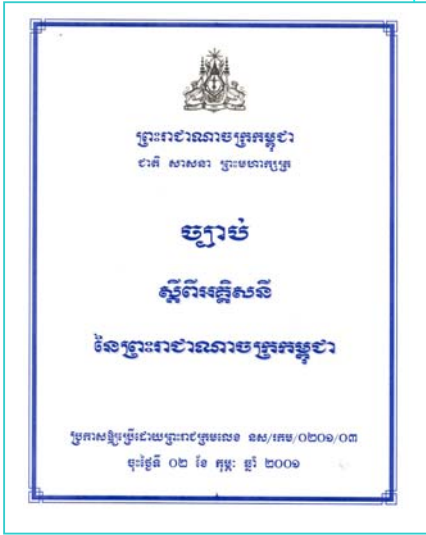 ព្រះរាជាណាចក្រកម្ពុជា
ជាតិ សាសនា ព្រះមហាក្សត្រ
ច្បាប់
ស្តីពីអគ្គិសនី
នៃព្រះរាជាណាចក្រកម្ពុជា
ប្រកាសឱ្យប្រើដោយព្រះរាជក្រមលេខ នស/រកម/០២០១/០៣
ចុះថ្ងៃទី ០២ ខែ កុម្ភៈ ឆ្នាំ ២០០១